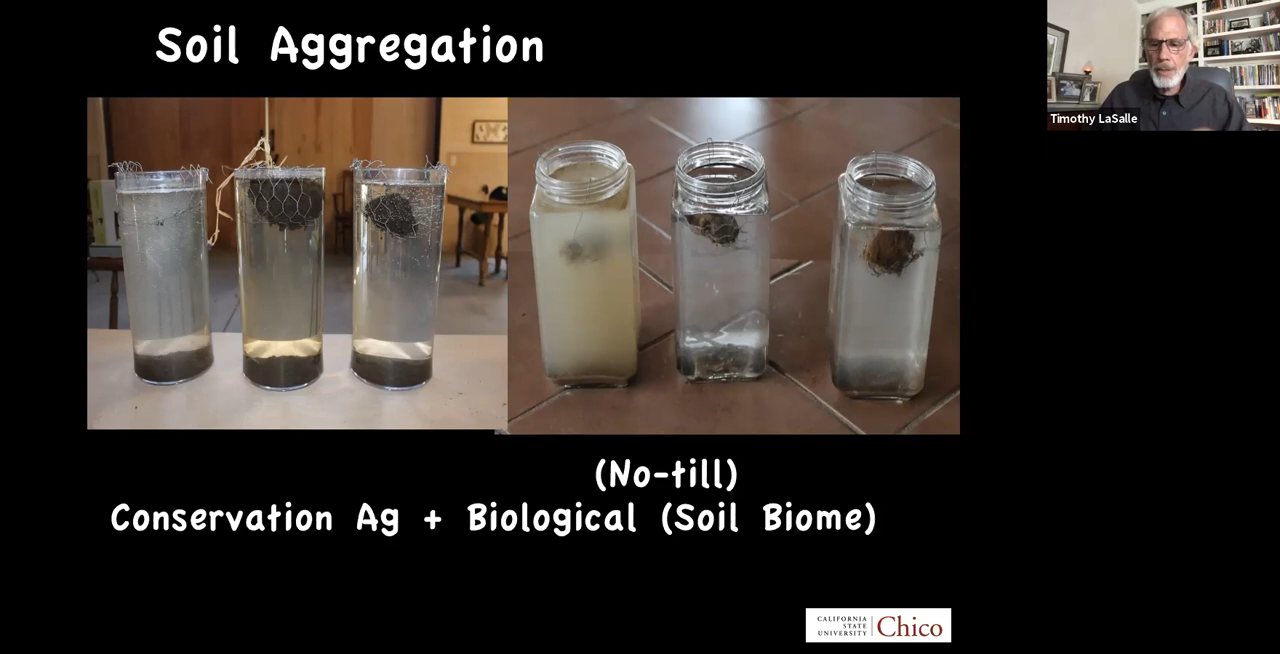 Soil Aggregation
Timothy LaSalle
(No-till)
Conservation Ag + Biological (Soil Biome)
CALIFORNIA
STATE
UNIVERSITY
Chico